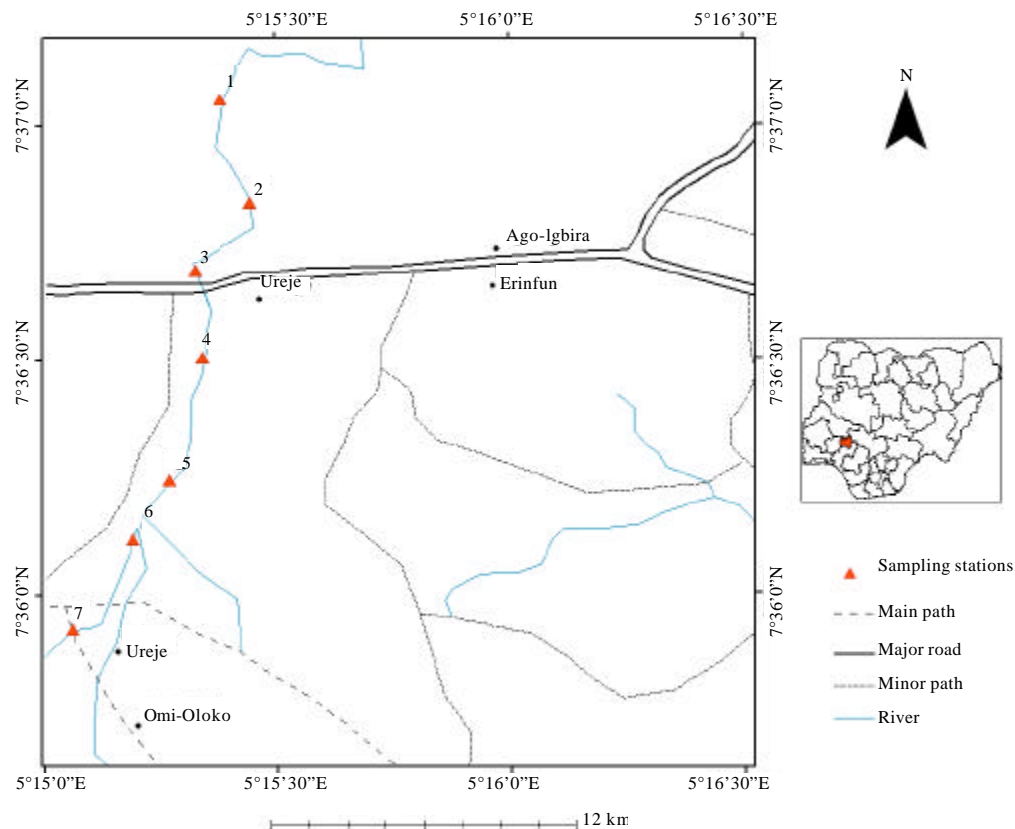 5°15’30”E
5°16’0”E
5°16’30”E
N
7°37’0”N
7°37’0”N
1
2
3
Ago-Igbira
Ureje
Erinfun
4
7°36’30”N
7°36’30”N
5
6
7°36’0”N
7°36’0”N
7
Ureje
Omi-Oloko
Sampling stations
Main path
Major road
Minor path
River
5°15’0”E
5°15’30”E
5°16’0”E
5°16’30”E
12 km